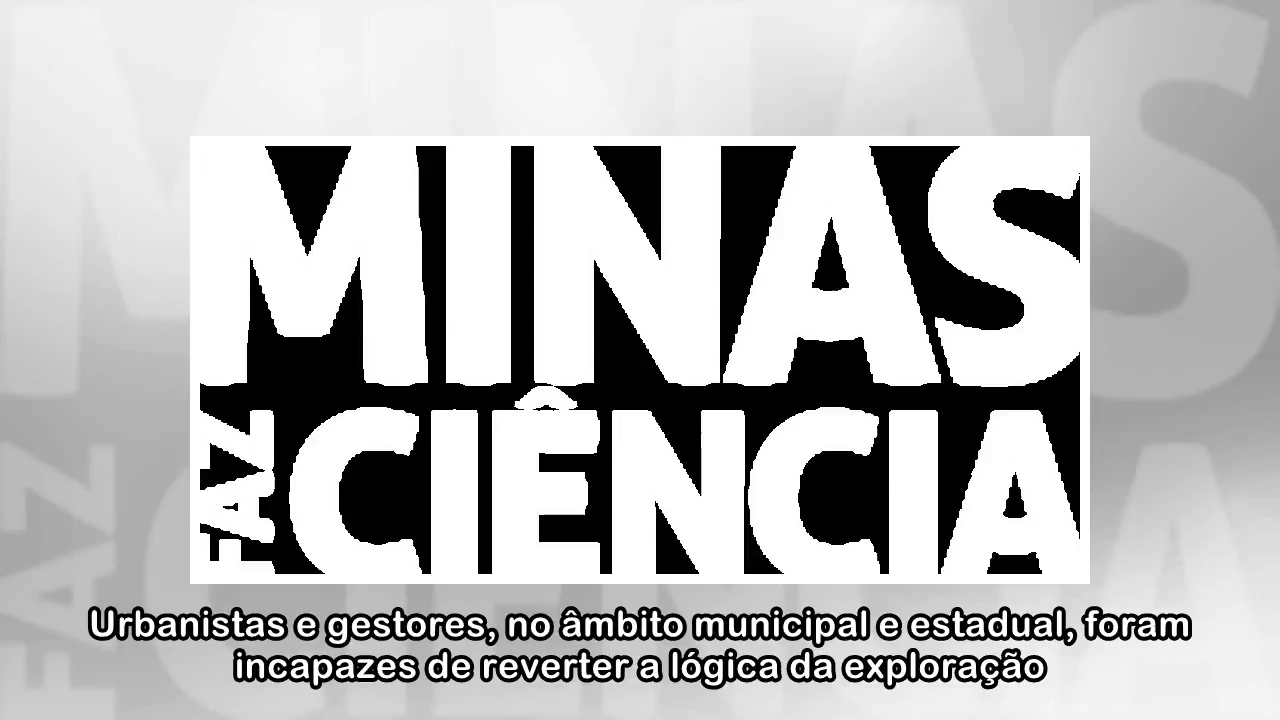 MINAS
FAZ
CIÊNCIA
Urbanistas e gestores, no âmbito municipal e estadual, foram
incapazes de reverter a lógica da exploração